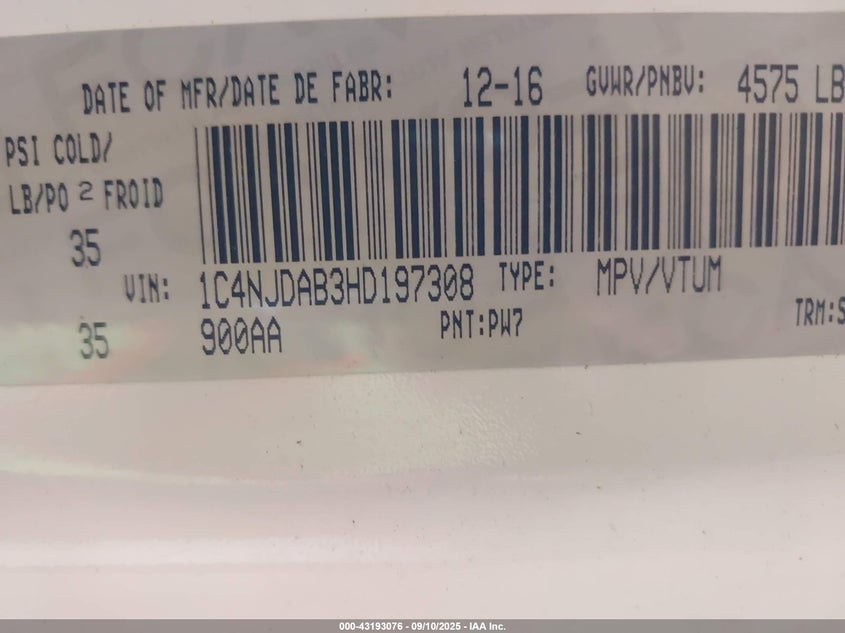 DATE OF MFR/DATE DE FABR: 12-16 GVWR/PNBV: 4575 LB
PSI COLD/
LB/PO 2 FROID
35
VIN: 1C4NJDAB3HD197308 TYPE: MPV/VTUM
35 900AA PNT:PW7 TRM:S
000-43193076 - 09/10/2025 - IAA Inc.